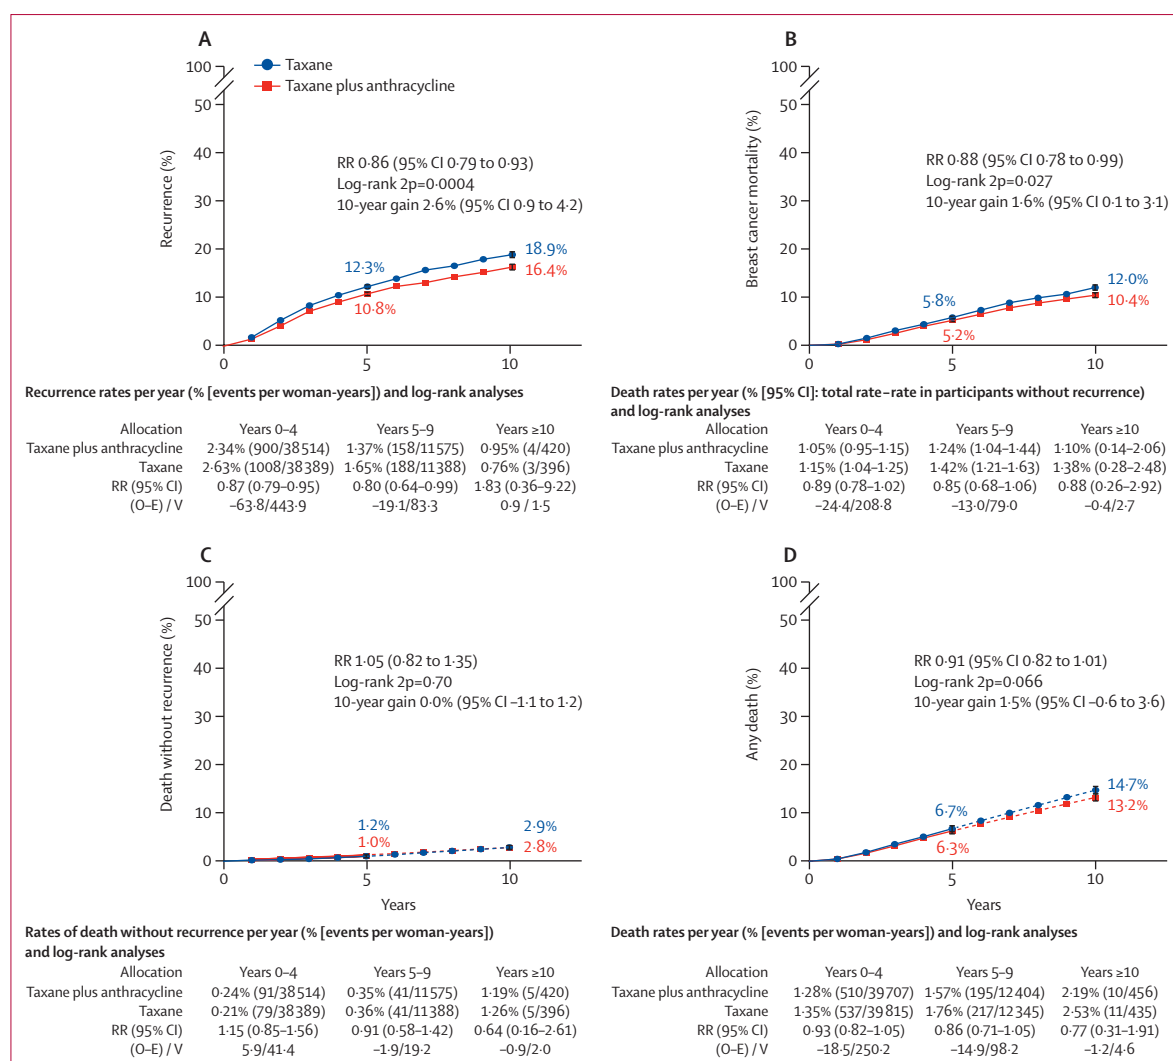 A
100
Taxane
Taxane plus anthracycline
50
40
30
20
10
0
Recurrence (%)
RR 0·86 (95% CI 0·79 to 0·93)
Log-rank 2p=0·0004
10-year gain 2·6% (95% CI 0·9 to 4·2)
12·3%
10·8%
18·9%
16·4%
0
5
10
Recurrence rates per year (% [events per woman-years]) and log-rank analyses
Allocation Years 0–4 Years 5–9 Years ≥10
Taxane plus anthracycline 2·34% (900/38 514) 1·37% (158/11 575) 0·95% (4/420)
Taxane 2·63% (1008/38 389) 1·65% (188/11 388) 0·76% (3/396)
RR (95% CI) 0·87 (0·79–0·95) 0·80 (0·64–0·99) 1·83 (0·36–9·22)
(O–E) / V –63·8/443·9 –19·1/83·3 0·9 / 1·5
B
100
50
40
30
20
10
0
Breast cancer mortality (%)
RR 0·88 (95% CI 0·78 to 0·99)
Log-rank 2p=0·027
10-year gain 1·6% (95% CI 0·1 to 3·1)
5·8%
5·2%
12·0%
10·4%
0
5
10
Death rates per year (% [95% CI]: total rate–rate in participants without recurrence)
and log-rank analyses
Allocation Years 0–4 Years 5–9 Years ≥10
Taxane plus anthracycline 1·05% (0·95–1·15) 1·24% (1·04–1·44) 1·10% (0·14–2·06)
Taxane 1·15% (1·04–1·25) 1·42% (1·21–1·63) 1·38% (0·28–2·48)
RR (95% CI) 0·89 (0·78–1·02) 0·85 (0·68–1·06) 0·88 (0·26–2·92)
(O–E) / V –24·4/208·8 –13·0/79·0 –0·4/2·7
C
100
50
40
30
20
10
0
Death without recurrence (%)
RR 1·05 (0·82 to 1·35)
Log-rank 2p=0·70
10-year gain 0·0% (95% CI –1·1 to 1·2)
1·2%
1·0%
2·9%
2·8%
0
5
10
Years
Rates of death without recurrence per year (% [events per woman-years])
and log-rank analyses
Allocation Years 0–4 Years 5–9 Years ≥10
Taxane plus anthracycline 0·24% (91/38 514) 0·35% (41/11 575) 1·19% (5/420)
Taxane 0·21% (79/38 389) 0·36% (41/11 388) 1·26% (5/396)
RR (95% CI) 1·15 (0·85–1·56) 0·91 (0·58–1·42) 0·64 (0·16–2·61)
(O–E) / V 5·9/41·4 –1·9/19·2 –0·9/2·0
D
100
50
40
30
20
10
0
Any death (%)
RR 0·91 (95% CI 0·82 to 1·01)
Log-rank 2p=0·066
10-year gain 1·5% (95% CI –0·6 to 3·6)
6·7%
6·3%
14·7%
13·2%
0
5
10
Years
Death rates per year (% [events per woman-years]) and log-rank analyses
Allocation Years 0–4 Years 5–9 Years ≥10
Taxane plus anthracycline 1·28% (510/39 707) 1·57% (195/12 404) 2·19% (10/456)
Taxane 1·35% (537/39 815) 1·76% (217/12 345) 2·53% (11/435)
RR (95% CI) 0·93 (0·82–1·05) 0·86 (0·71–1·05) 0·77 (0·31–1·91)
(O–E) / V –18·5/250·2 –14·9/98·2 –1·2/4·6